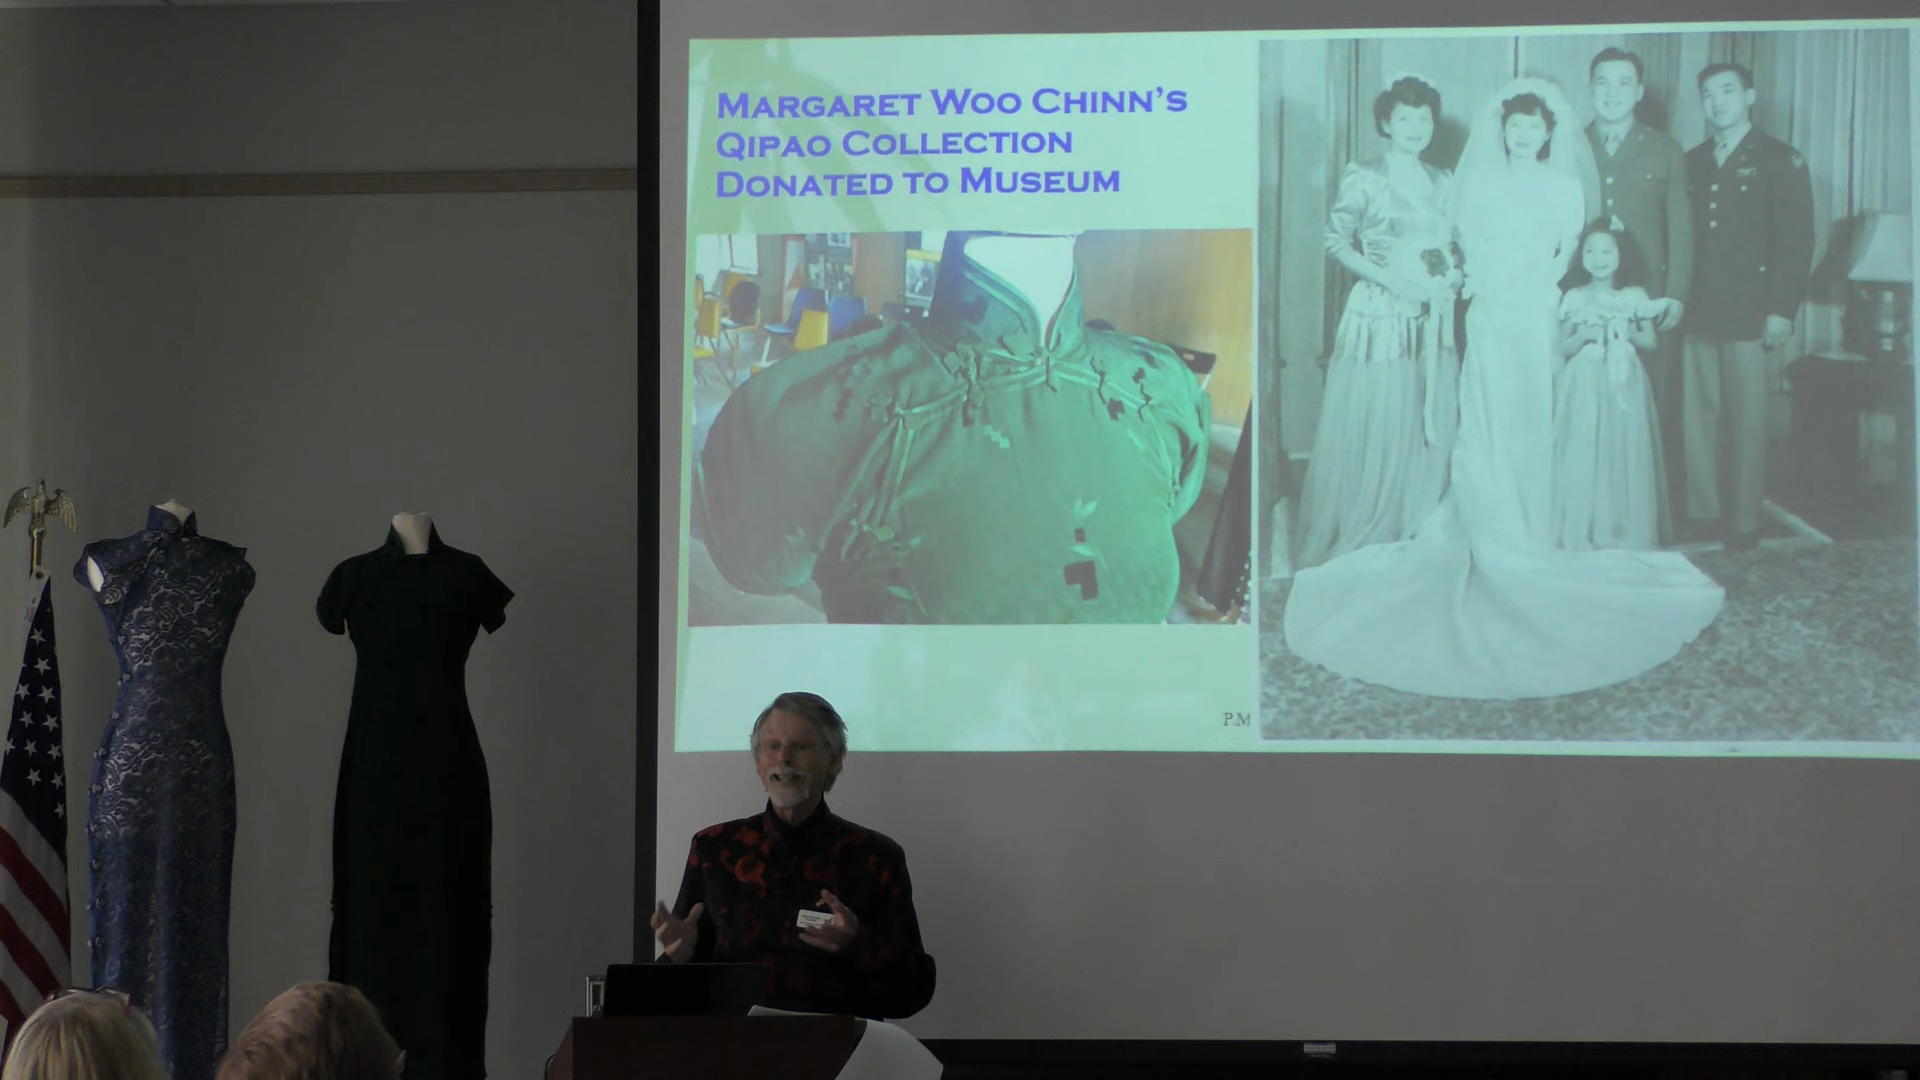 MARGARET WOO CHINN'S
QIPAO COLLECTION
DONATED TO MUSEUM
P.M